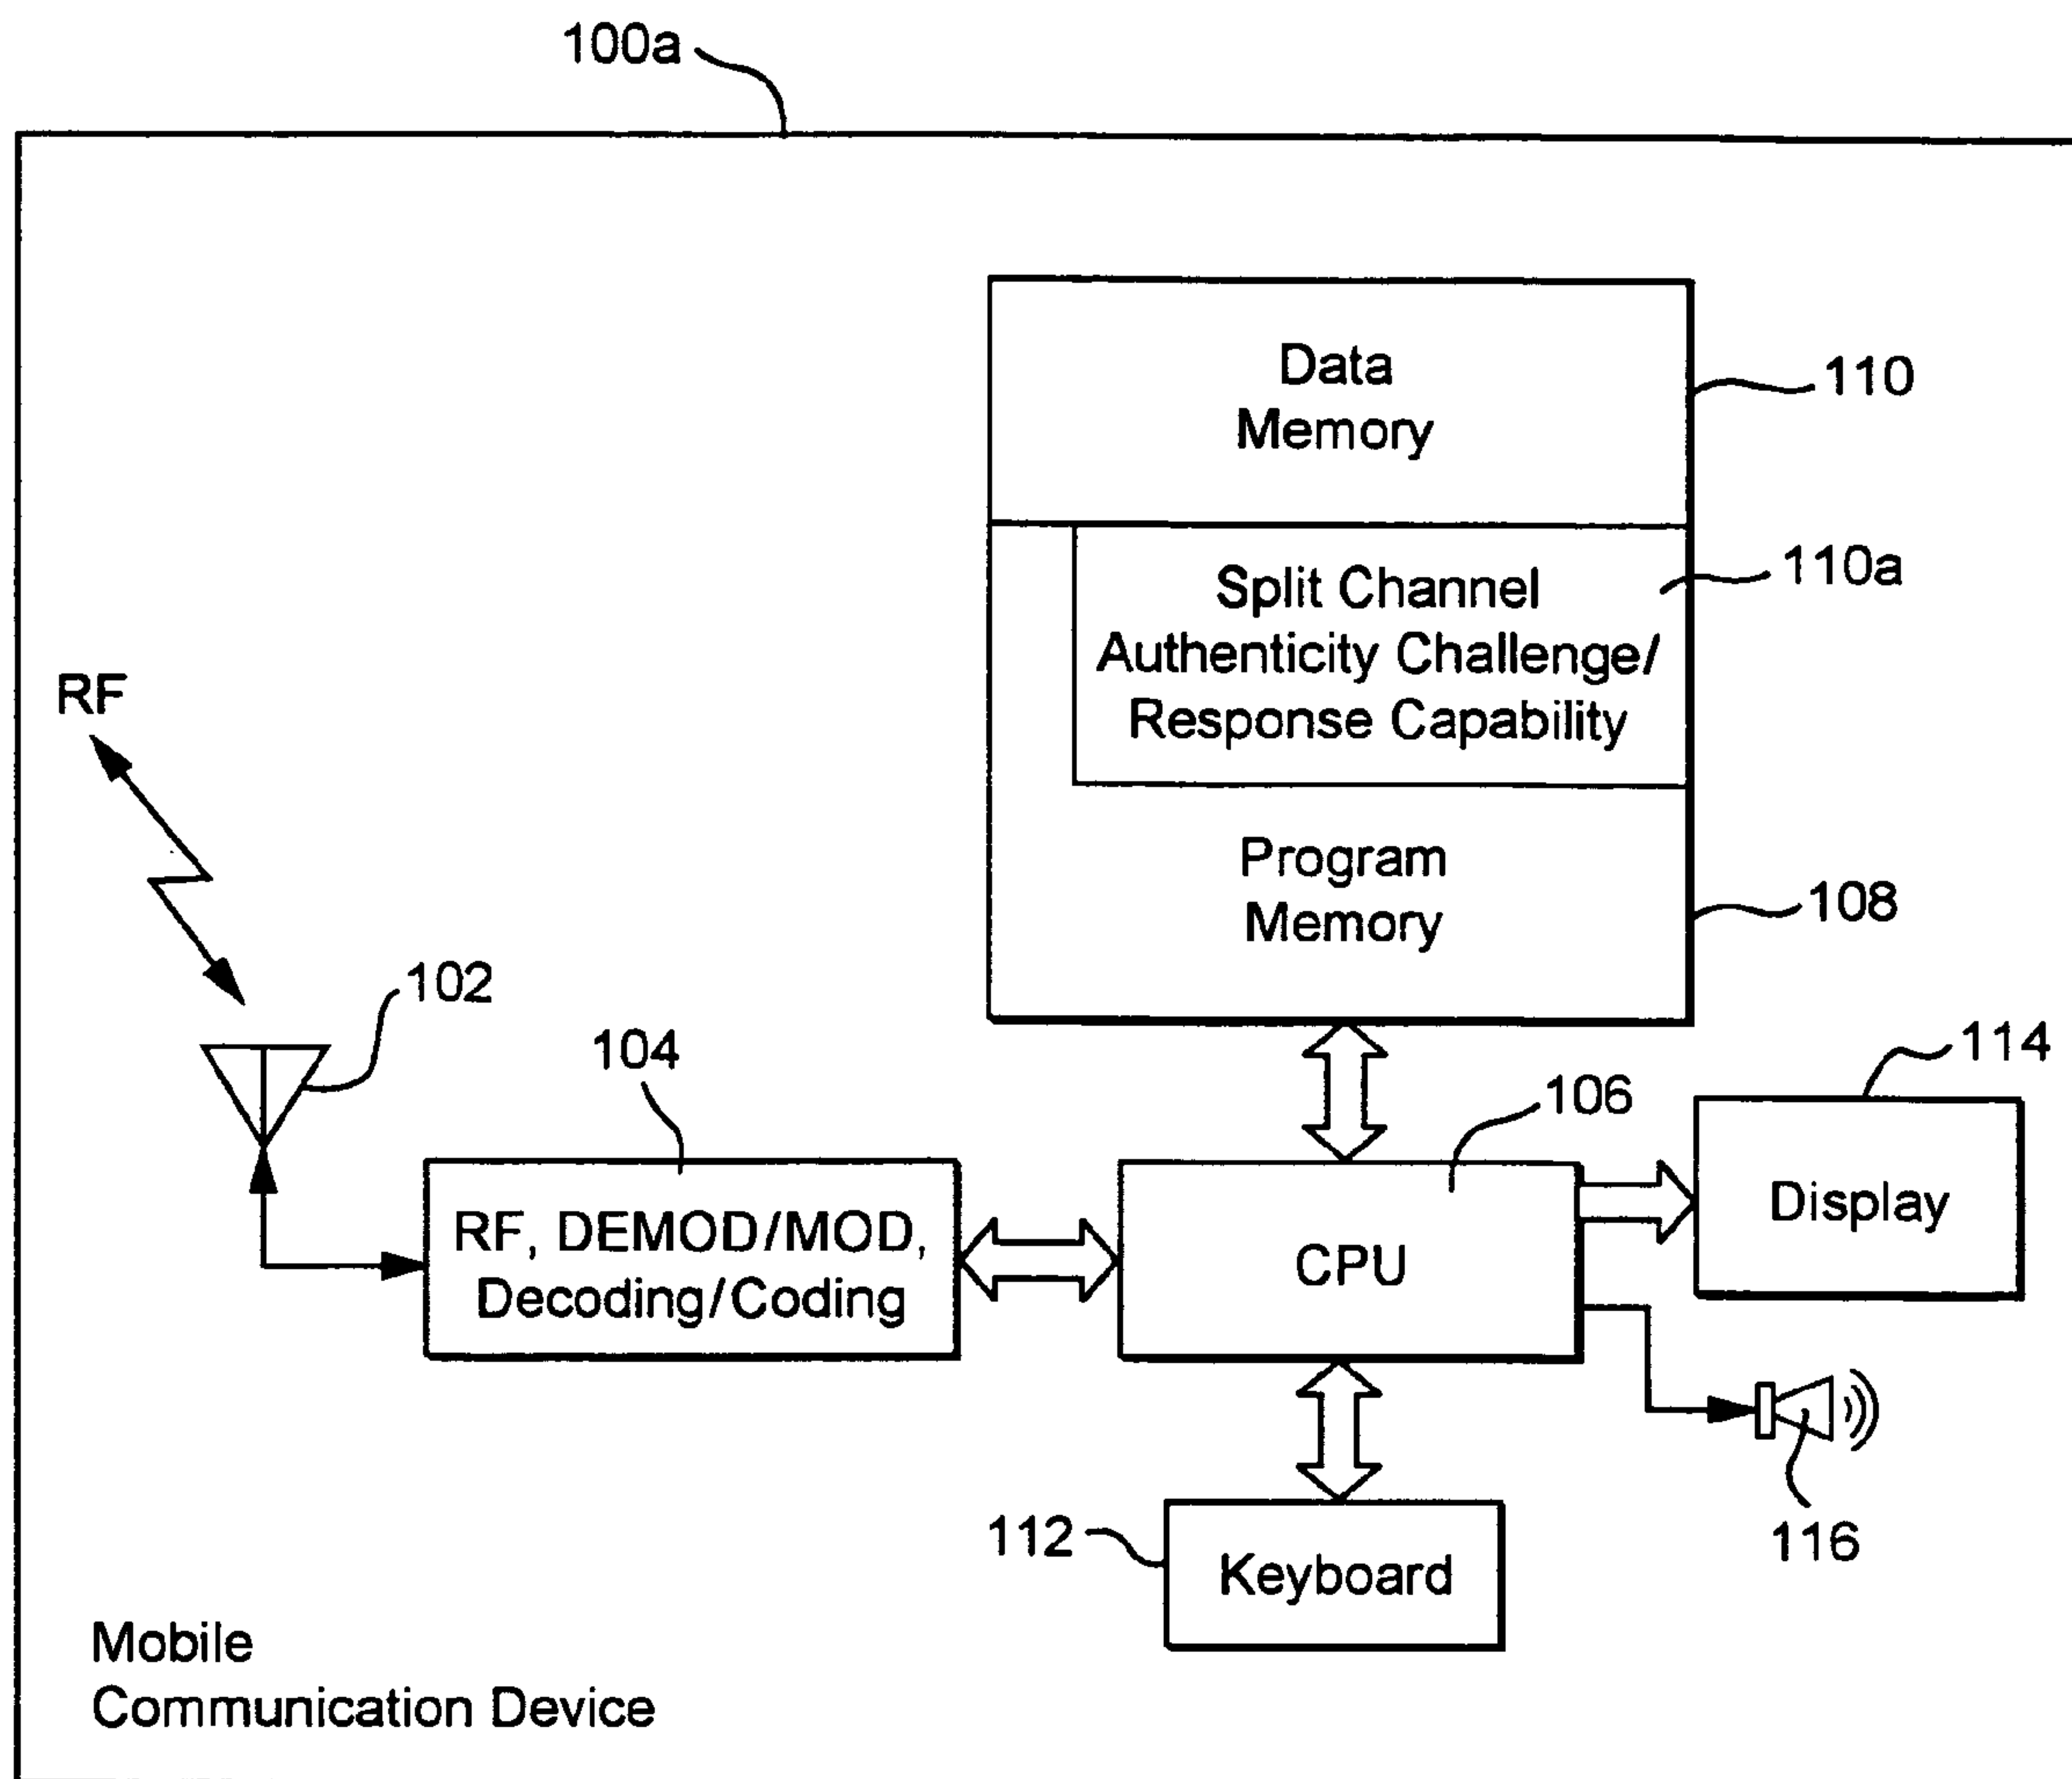 100a
Data
Memory
110
Split Channel
Authenticity Challenge/
Response Capability
110a
RF
Program
Memory
108
102
104
106
114
RF, DEMOD/MOD,
Decoding/Coding
CPU
Display
112
Keyboard
116
Mobile
Communication Device